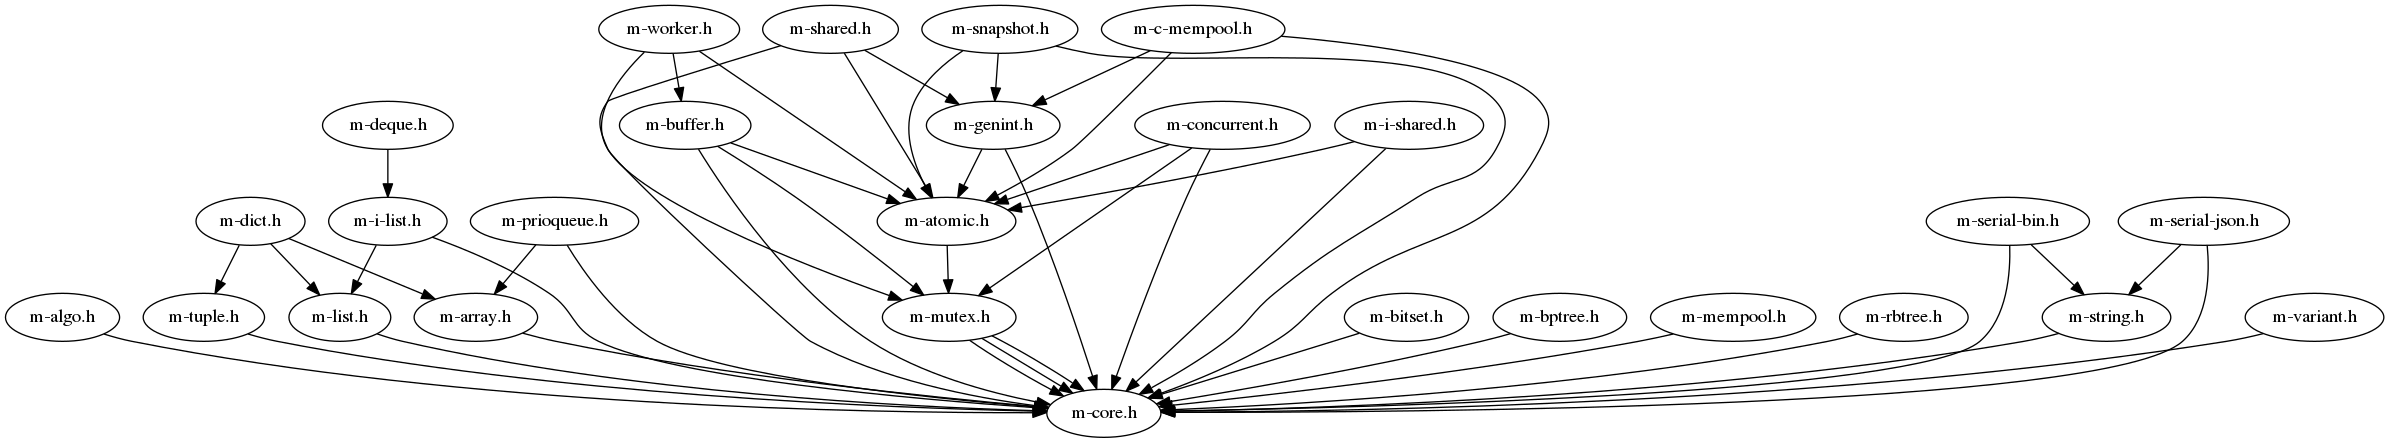 m-worker.h
m-shared.h
m-snapshot.h
m-c-mempool.h
m-deque.h
m-buffer.h
m-genint.h
m-concurrent.h
m-i-shared.h
m-dict.h
m-i-list.h
m-prioqueue.h
m-atomic.h
m-serial-bin.h
m-serial-json.h
m-algo.h
m-tuple.h
m-list.h
m-array.h
m-mutex.h
m-bitset.h
m-bptree.h
m-mempool.h
m-rbtree.h
m-string.h
m-variant.h
m-core.h